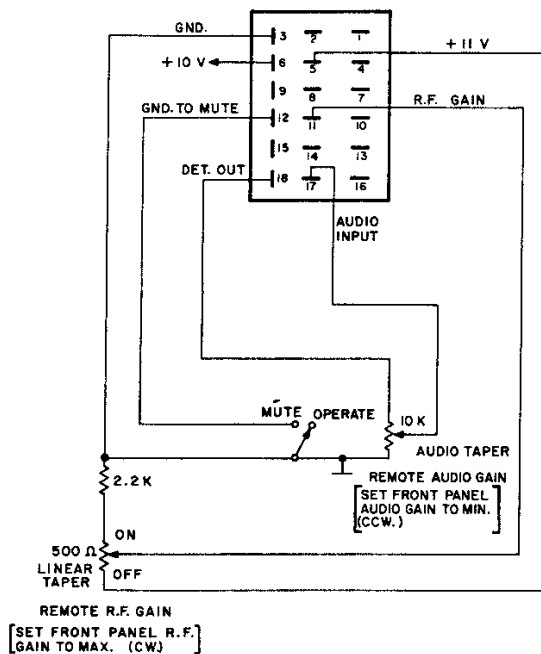 GND.
3
2
1
+11 V
+10 V
6
5
4
9
8
7
R.F. GAIN
GND. TO MUTE
12
11
10
15
14
13
DET. OUT
18
17
16
AUDIO
INPUT
MUTE
OPERATE
10 K
AUDIO TAPER
2.2K
REMOTE AUDIO GAIN
[SET FRONT PANEL
AUDIO GAIN TO MIN.
(CCW.)]
ON
500 Ω
LINEAR
TAPER
OFF
REMOTE R.F. GAIN
[SET FRONT PANEL R.F.
GAIN TO MAX. (CW.)]